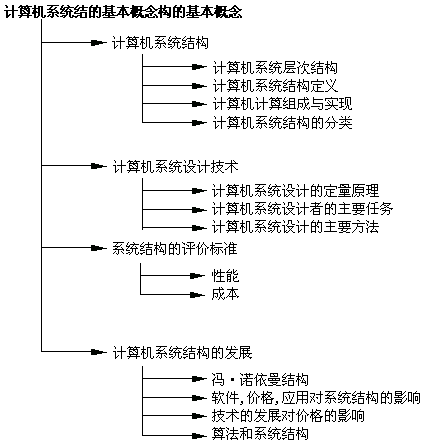 计算机系统结的基本概念构的基本概念
计算机系统结构
计算机系统层次结构
计算机系统结构定义
计算机计算组成与实现
计算机系统结构的分类
计算机系统设计技术
计算机系统设计的定量原理
计算机系统设计者的主要任务
计算机系统设计的主要方法
系统结构的评价标准
性能
成本
计算机系统结构的发展
冯·诺依曼结构
软件,价格,应用对系统结构的影响
技术的发展对价格的影响
算法和系统结构